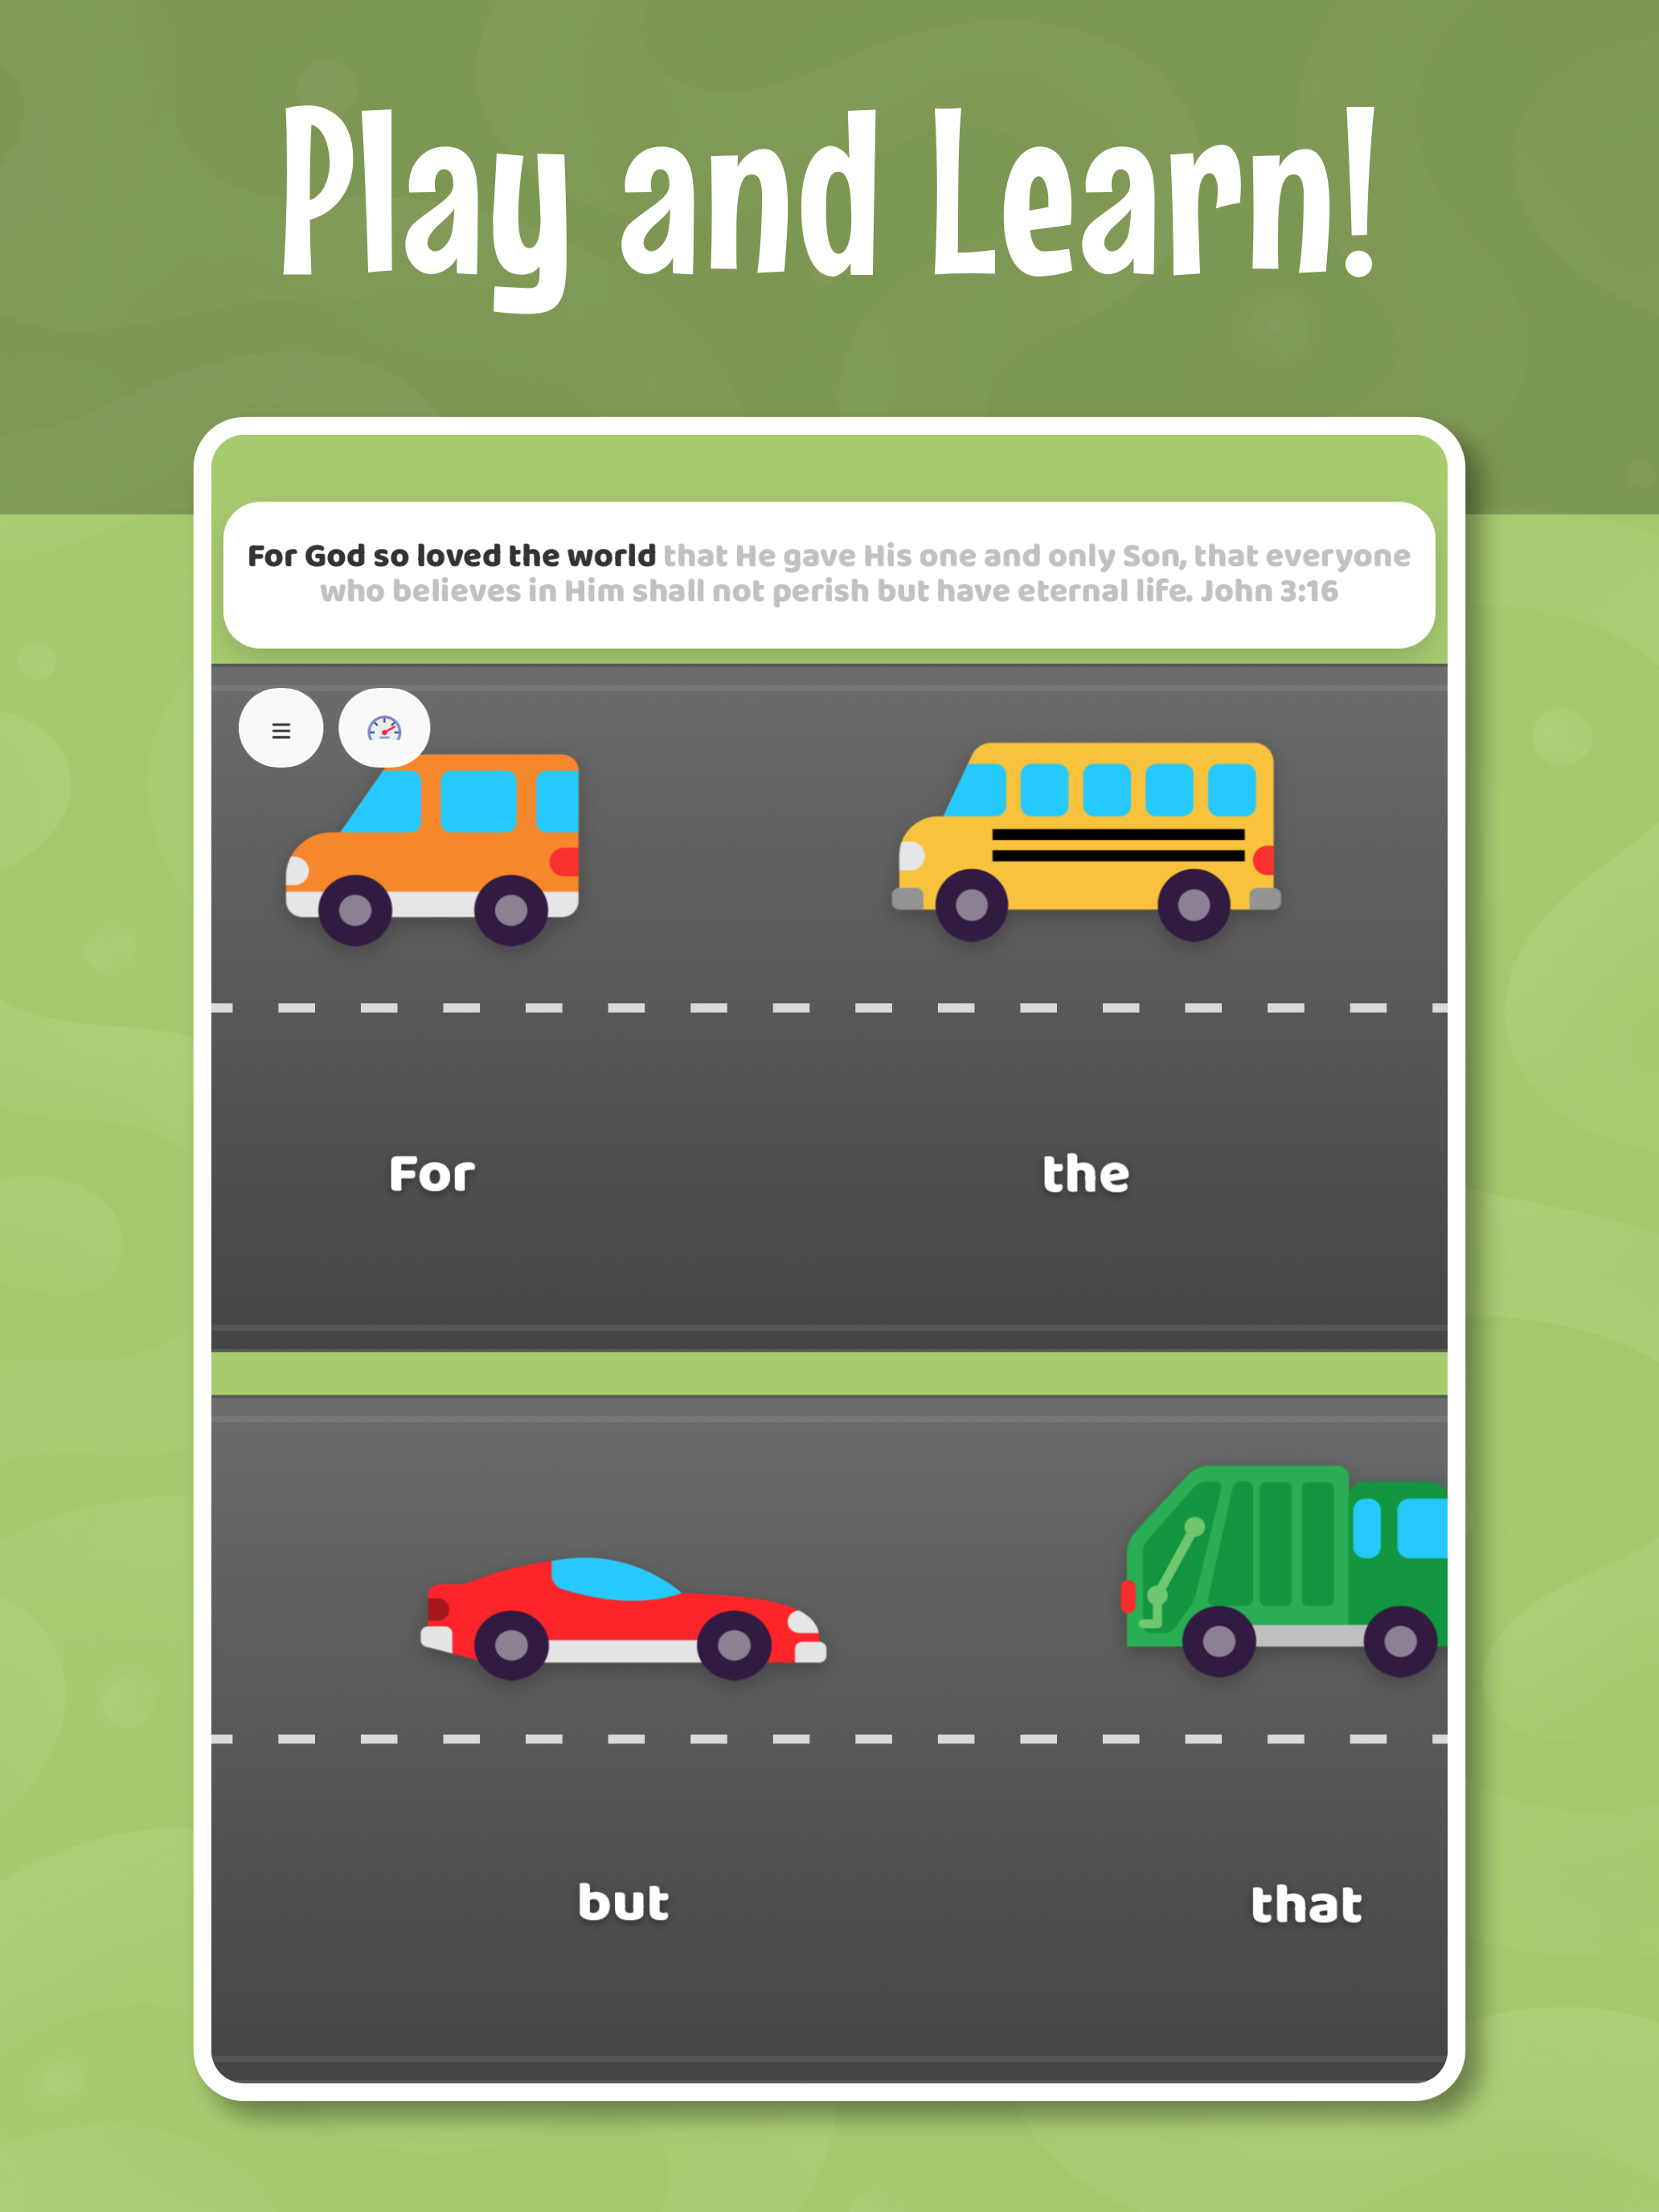 Play and Learn!
For God so loved the world that He gave His one and only Son, that everyone
who believes in Him shall not perish but have eternal life. John 3:16
For the
but that